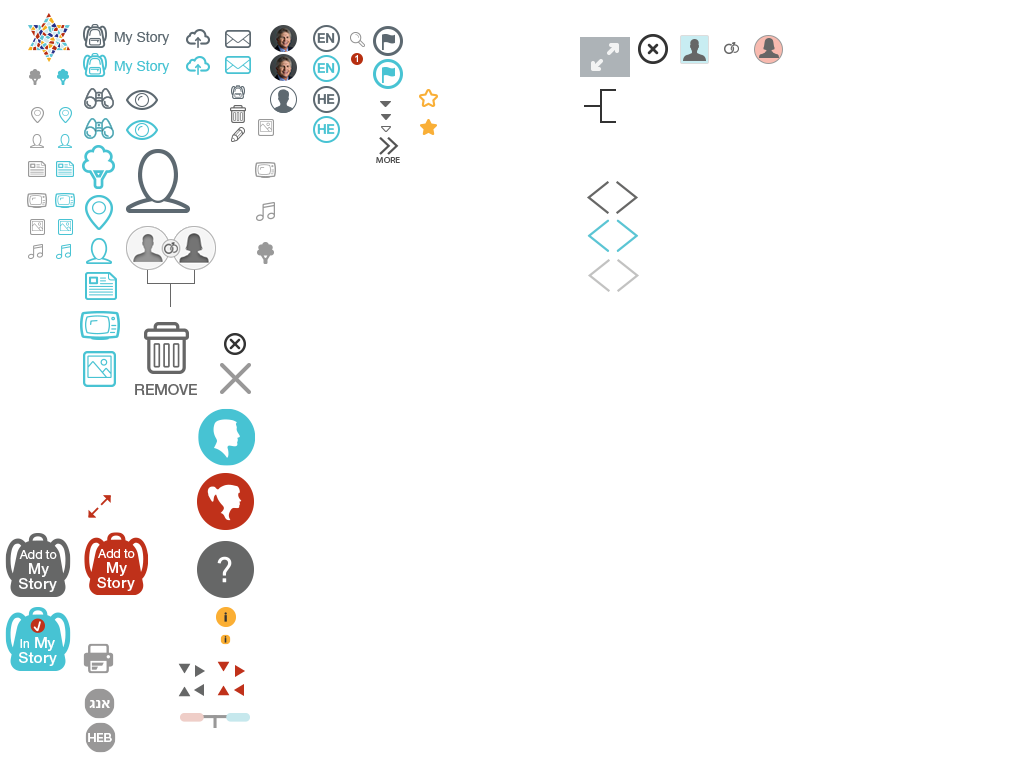 My Story
EN
My Story
1
EN
HE
HE
MORE
REMOVE
?
Add to
My
Story
Add to
My
Story
i
In My
Story
i
אנג
HEB